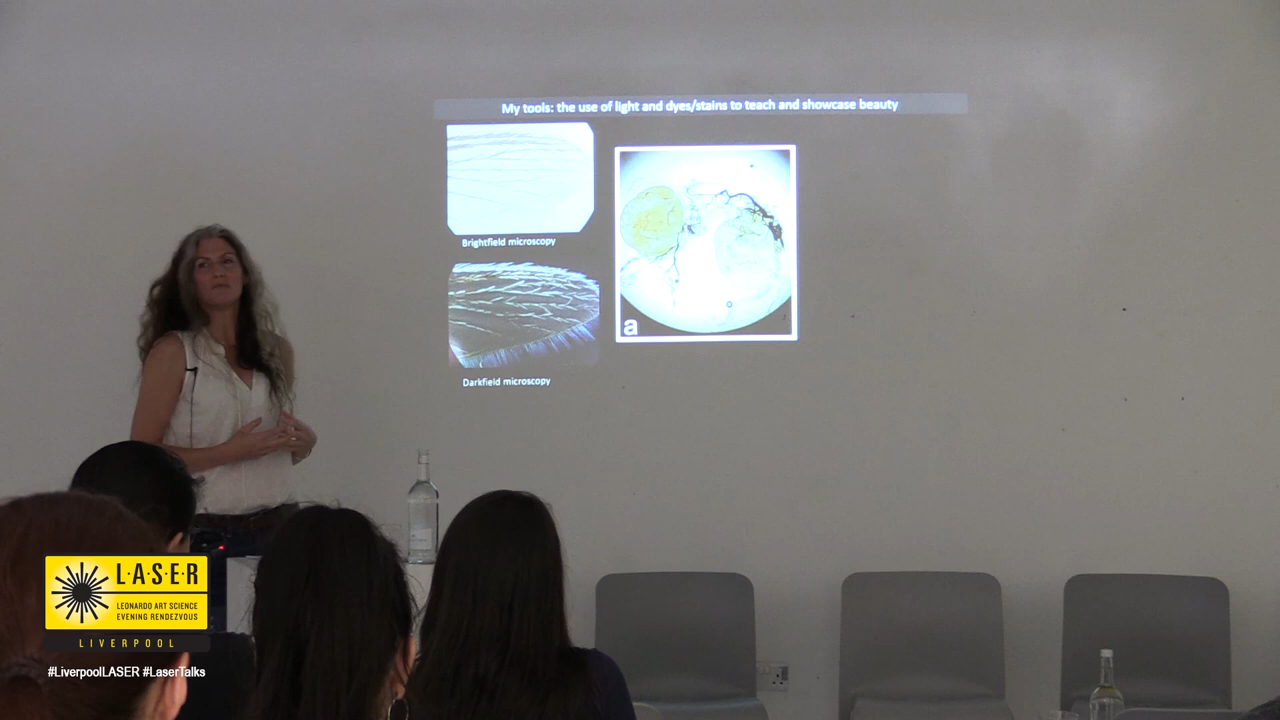 My tools: the use of light and dyes/stains to teach and showcase beauty
Brightfield microscopy
a
Darkfield microscopy
L·A·S·E·R
LEONARDO ART SCIENCE
EVENING RENDEZVOUS
LIVERPOOL
#LiverpoolLASER #LaserTalks